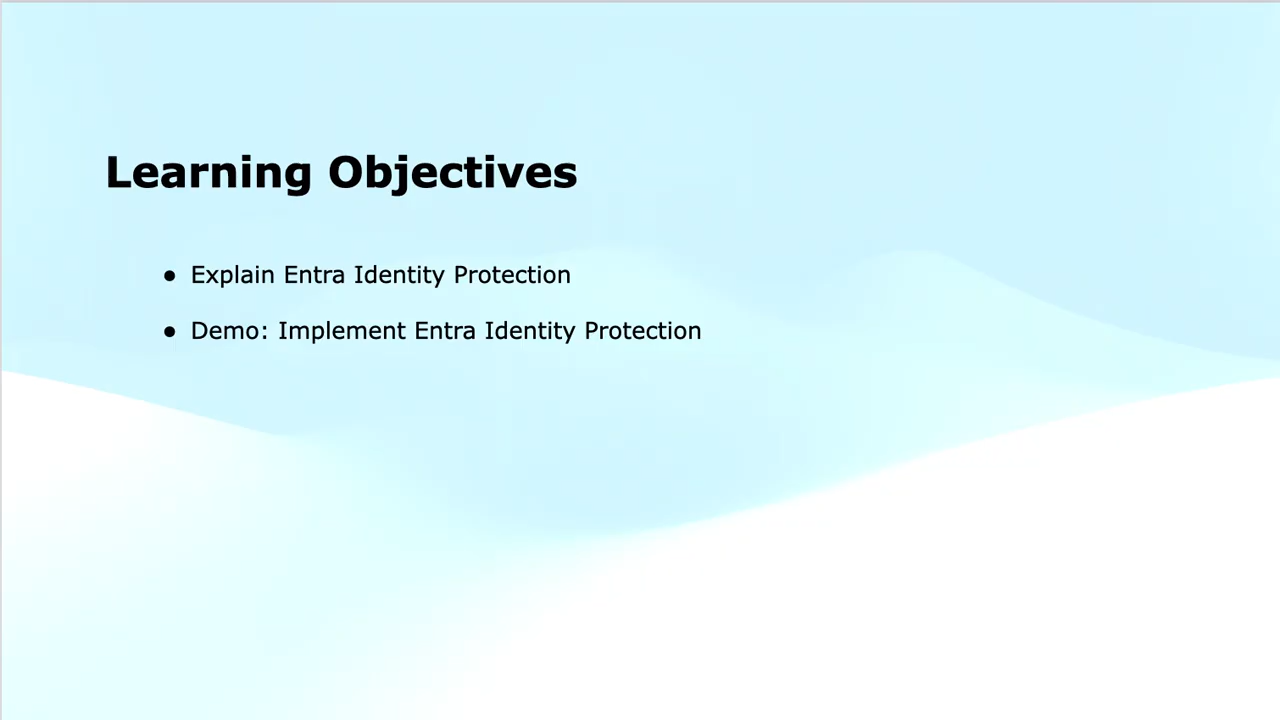 Learning Objectives
● Explain Entra Identity Protection
● Demo: Implement Entra Identity Protection